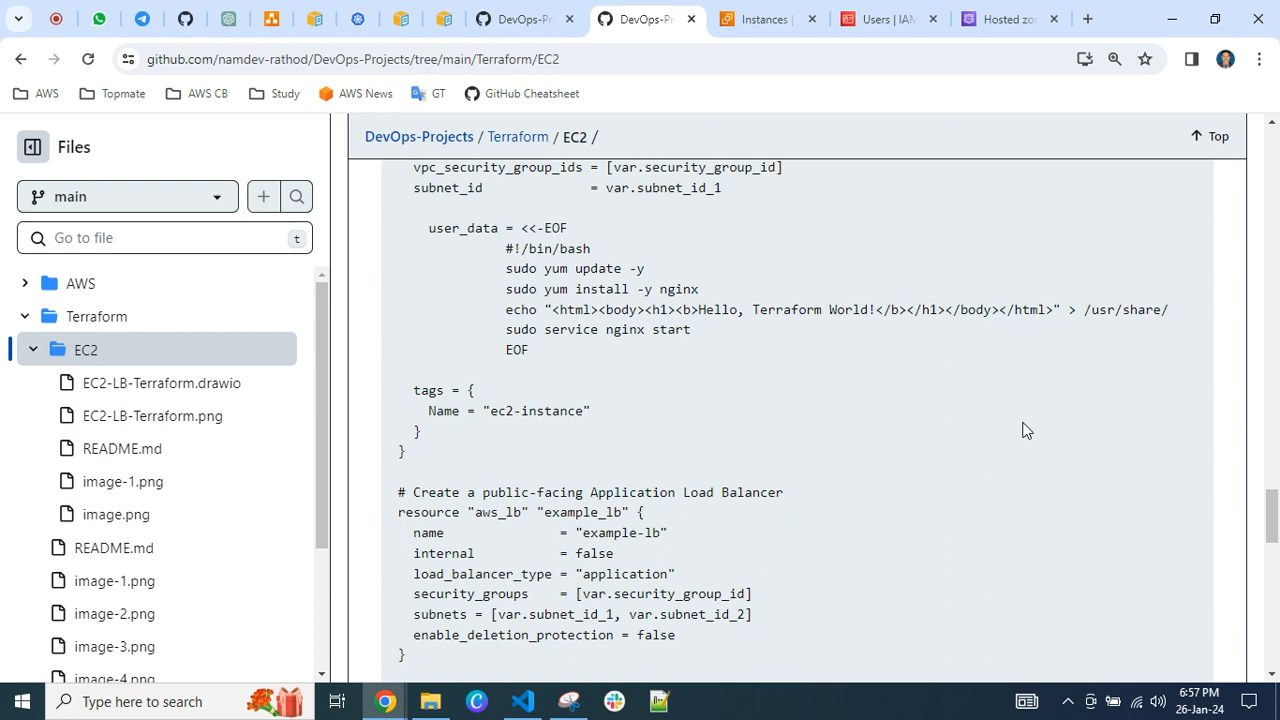 DevOps-Pr
DevOps-Pr
Instances |
Users | IAM
Hosted zo
github.com/namdev-rathod/DevOps-Projects/tree/main/Terraform/EC2
AWS
Topmate
AWS CB
Study
AWS News
GT
GitHub Cheatsheet
Files
main
Go to file
t
AWS
Terraform
EC2
EC2-LB-Terraform.drawio
EC2-LB-Terraform.png
README.md
image-1.png
image.png
README.md
image-1.png
image-2.png
image-3.png
image-4.png
DevOps-Projects / Terraform / EC2 /
Top
vpc_security_group_ids = [var.security_group_id]
subnet_id = var.subnet_id_1
user_data = <<-EOF
#!/bin/bash
sudo yum update -y
sudo yum install -y nginx
echo "<html><body><h1><b>Hello, Terraform World!</b></h1></body></html>" > /usr/share/
sudo service nginx start
EOF
tags = {
Name = "ec2-instance"
}
}
# Create a public-facing Application Load Balancer
resource "aws_lb" "example_lb" {
name = "example-lb"
internal = false
load_balancer_type = "application"
security_groups = [var.security_group_id]
subnets = [var.subnet_id_1, var.subnet_id_2]
enable_deletion_protection = false
}
Type here to search
6:57 PM
26-Jan-24